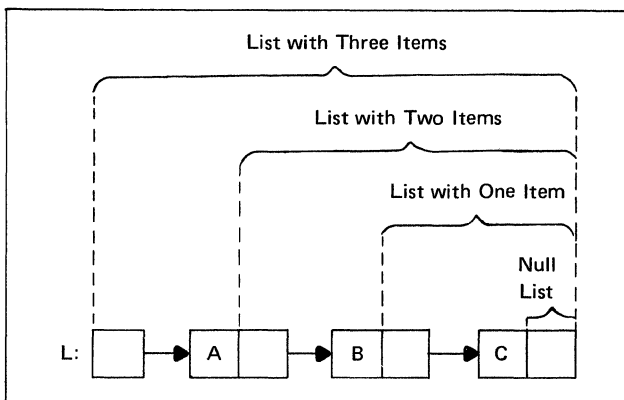 List with Three Items
List with Two Items
List with One Item
Null
List
L: A B C